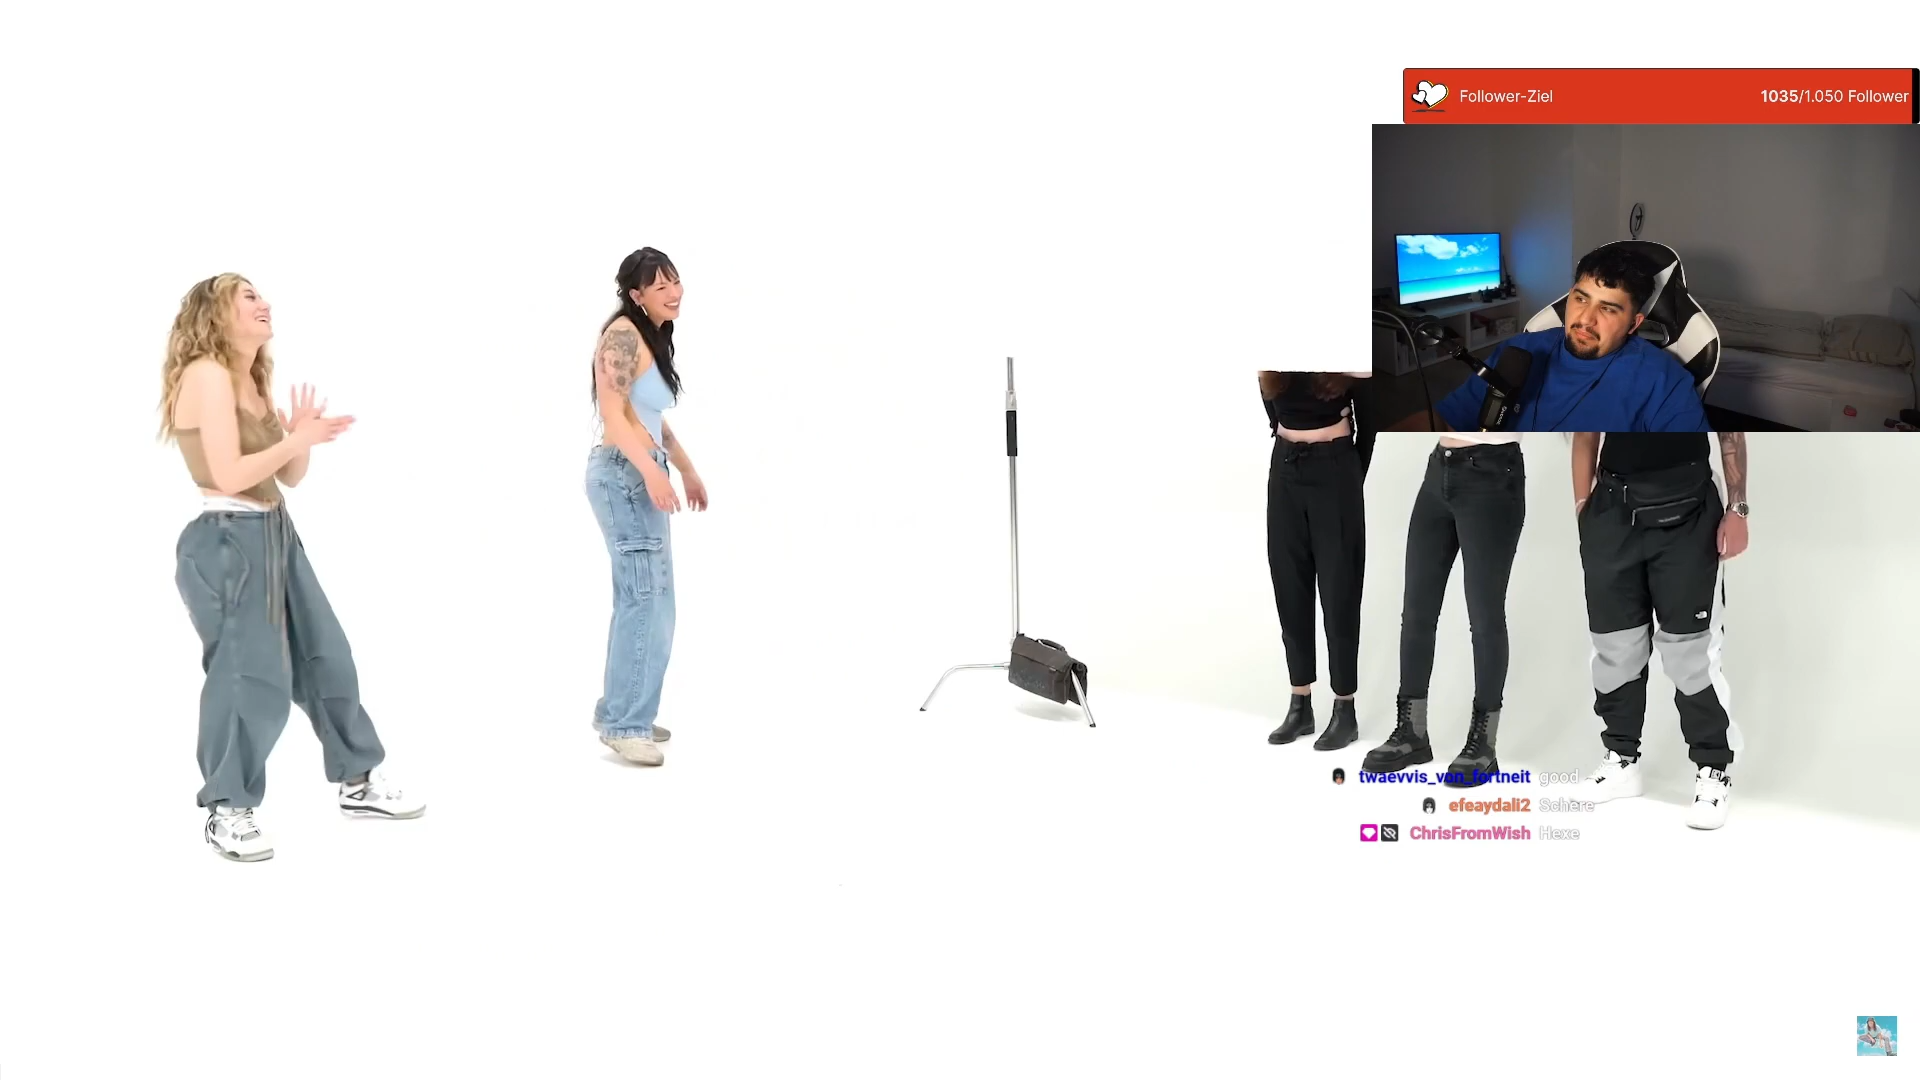 Follower-Ziel 1035/1.050 Follower
twaevvis_von_fortneit good
efeaydali2 Schere
ChrisFromWish Hexe